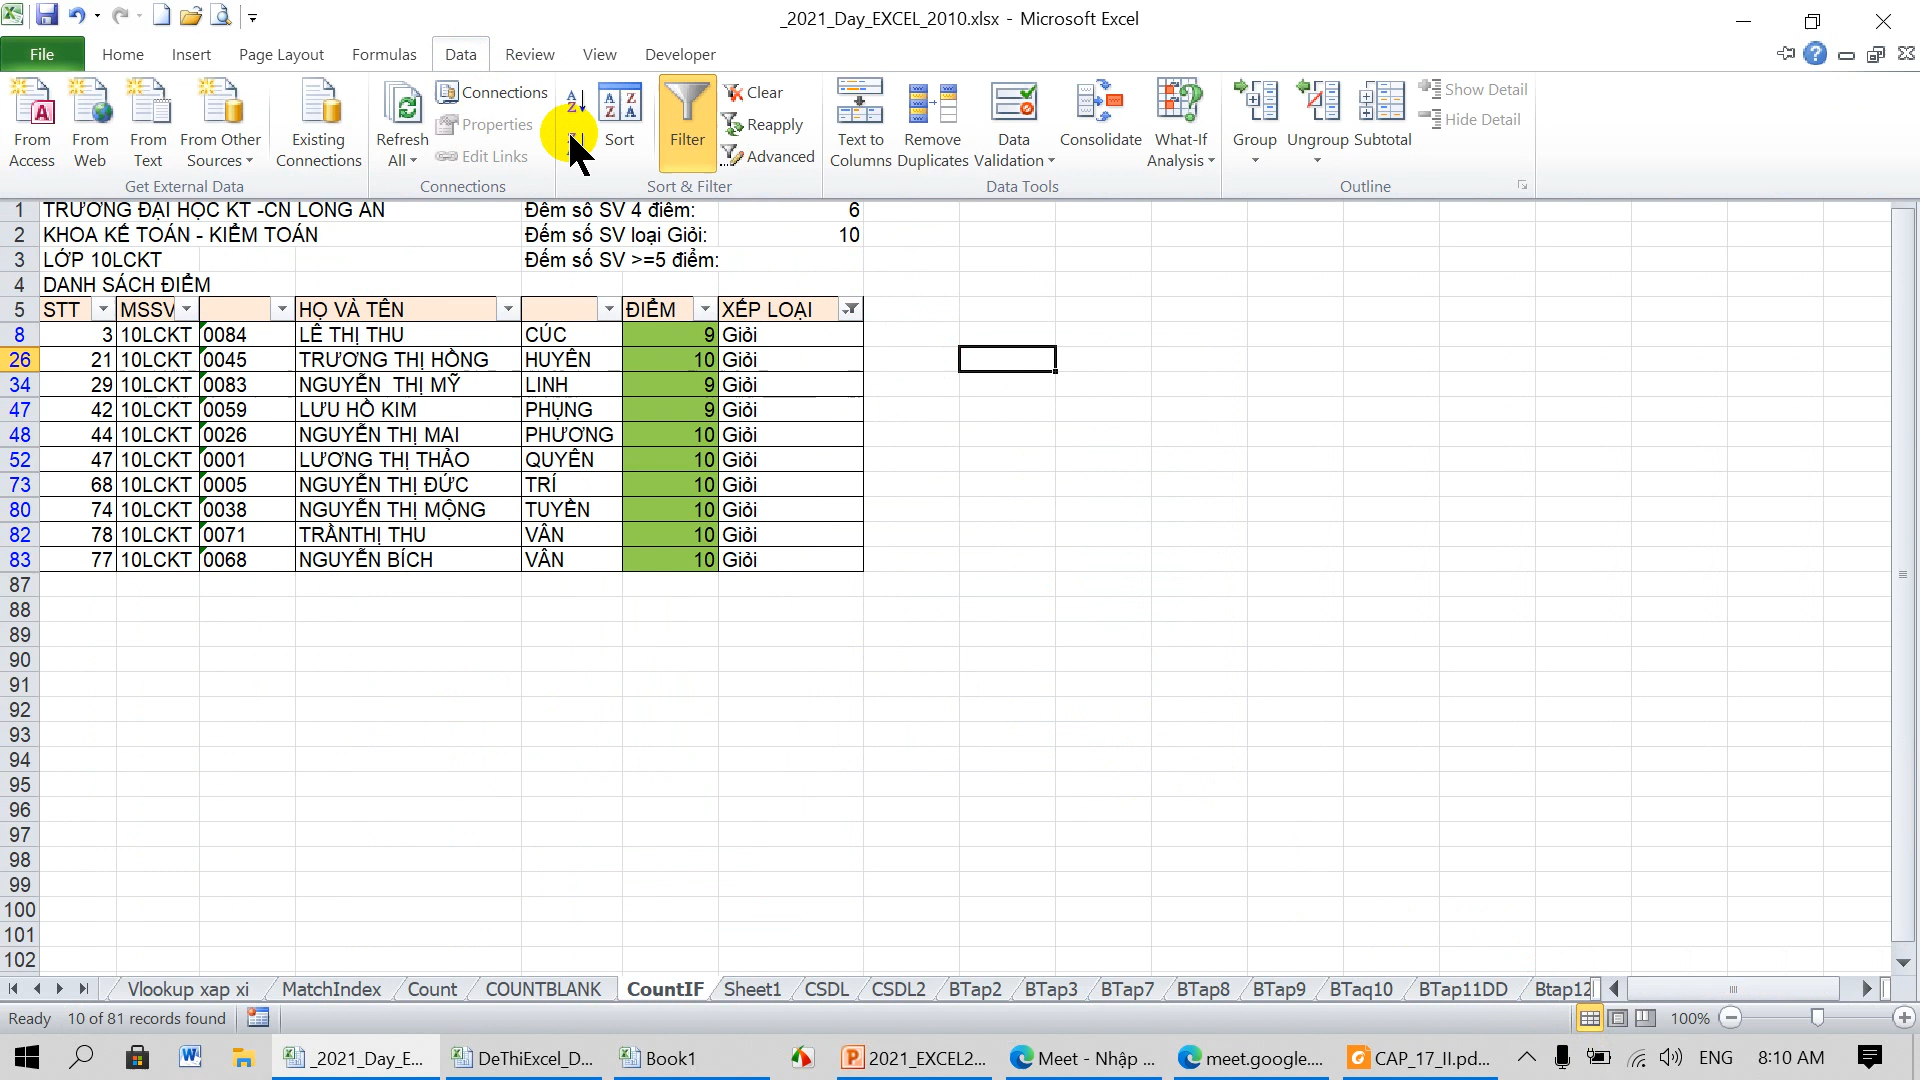 _2021_Day_EXCEL_2010.xlsx - Microsoft Excel
File Home Insert Page Layout Formulas Data Review View Developer
From Access
From Web
From Text
From Other Sources
Existing Connections
Get External Data
Refresh All
Connections
Properties
Edit Links
Connections
Sort
Filter
Clear
Reapply
Advanced
Sort & Filter
Text to Columns
Remove Duplicates
Data Validation
Consolidate
What-If Analysis
Data Tools
Group
Ungroup
Subtotal
Show Detail
Hide Detail
Outline
1 TRƯỜNG ĐẠI HỌC KT -CN LONG AN Đếm số SV 4 điểm: 6
2 KHOA KẾ TOÁN - KIỂM TOÁN Đếm số SV loại Giỏi: 10
3 LỚP 10LCKT Đếm số SV >=5 điểm:
4 DANH SÁCH ĐIỂM
5 STT MSSV HỌ VÀ TÊN ĐIỂM XẾP LOẠI
8 3 10LCKT 0084 LÊ THỊ THU CÚC 9 Giỏi
26 21 10LCKT 0045 TRƯƠNG THỊ HỒNG HUYÊN 10 Giỏi
34 29 10LCKT 0083 NGUYỄN THỊ MỸ LINH 9 Giỏi
47 42 10LCKT 0059 LƯU HỒ KIM PHỤNG 9 Giỏi
48 44 10LCKT 0026 NGUYỄN THỊ MAI PHƯƠNG 10 Giỏi
52 47 10LCKT 0001 LƯƠNG THỊ THẢO QUYÊN 10 Giỏi
73 68 10LCKT 0005 NGUYỄN THỊ ĐỨC TRÍ 10 Giỏi
80 74 10LCKT 0038 NGUYỄN THỊ MỘNG TUYỀN 10 Giỏi
82 78 10LCKT 0071 TRẦNTHỊ THU VÂN 10 Giỏi
83 77 10LCKT 0068 NGUYỄN BÍCH VÂN 10 Giỏi
87
88
89
90
91
92
93
94
95
96
97
98
99
100
101
102
Vlookup xap xi MatchIndex Count COUNTBLANK CountIF Sheet1 CSDL CSDL2 BTap2 BTap3 BTap7 BTap8 BTap9 BTaq10 BTap11DD Btap12
Ready 10 of 81 records found 100%
_2021_Day_E... DeThiExcel_D... Book1 2021_EXCEL2... Meet - Nhập ... meet.google.... CAP_17_II.pd... ENG 8:10 AM